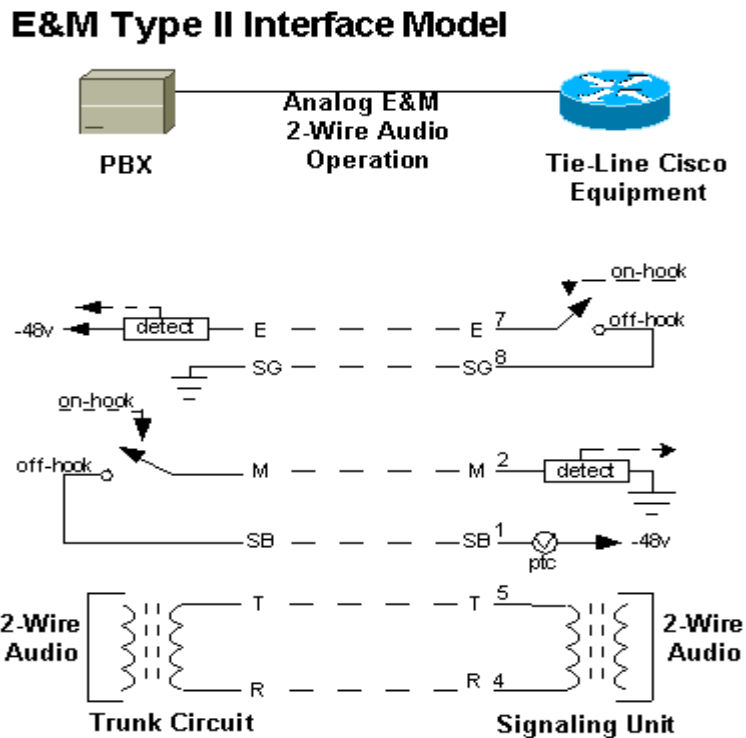 E&M Type II Interface Model
Analog E&M
2-Wire Audio
Operation
PBX
Tie-Line Cisco
Equipment
on-hook
-48v
detect
E
E
7
off-hook
SG
SG
8
on-hook
off-hook
M
M
2
detect
SB
SB
1
ptc
-48v
2-Wire
Audio
T
T
5
2-Wire
Audio
R
R
4
Trunk Circuit
Signaling Unit